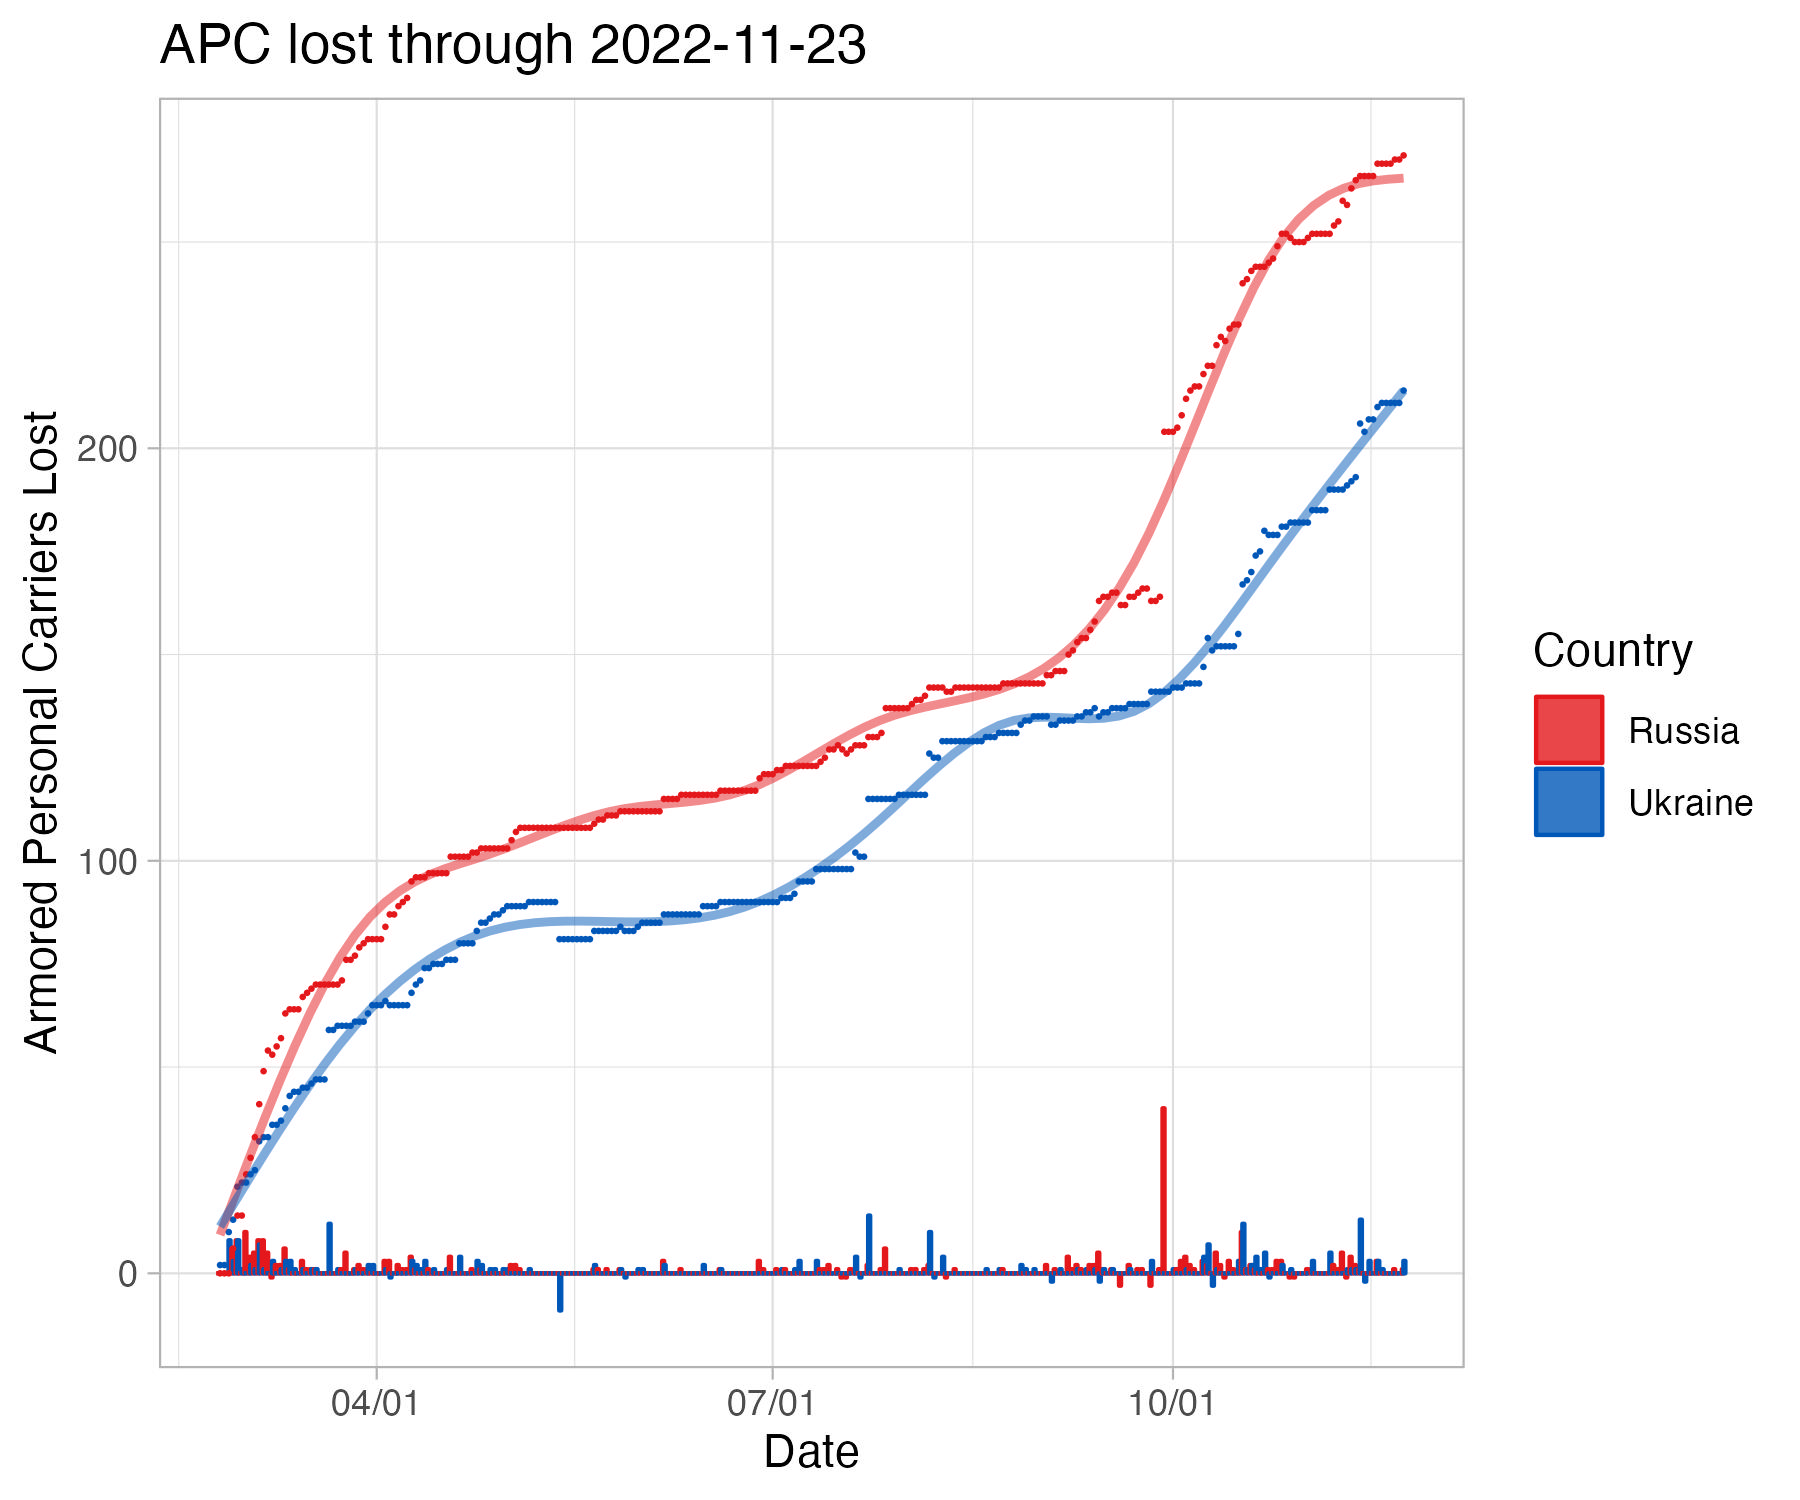 APC lost through 2022-11-23
Armored Personal Carriers Lost
200
100
0
04/01
07/01
10/01
Date
Country
Russia
Ukraine